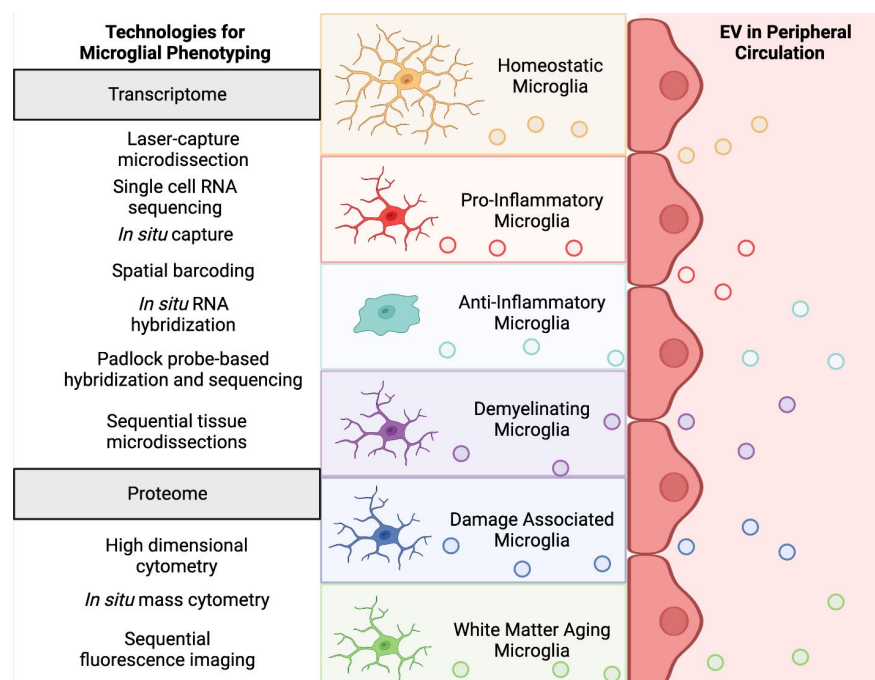 Technologies for
Microglial Phenotyping
Transcriptome
Laser-capture
microdissection
Single cell RNA
sequencing
In situ capture
Spatial barcoding
In situ RNA
hybridization
Padlock probe-based
hybridization and sequencing
Sequential tissue
microdissections
Proteome
High dimensional
cytometry
In situ mass cytometry
Sequential
fluorescence imaging
Homeostatic
Microglia
Pro-Inflammatory
Microglia
Anti-Inflammatory
Microglia
Demyelinating
Microglia
Damage Associated
Microglia
White Matter Aging
Microglia
EV in Peripheral
Circulation